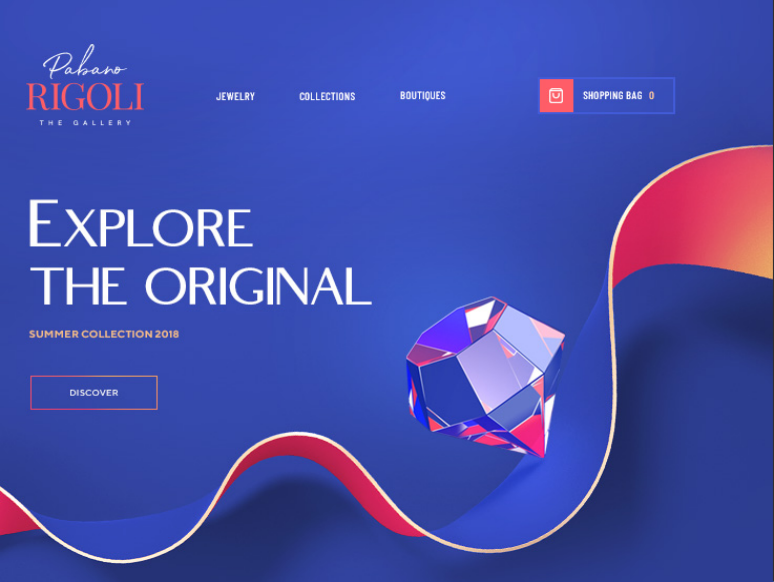 Pabano
RIGOLI
THE GALLERY
JEWELRY
COLLECTIONS
BOUTIQUES
SHOPPING BAG 0
EXPLORE
THE ORIGINAL
SUMMER COLLECTION 2018
DISCOVER